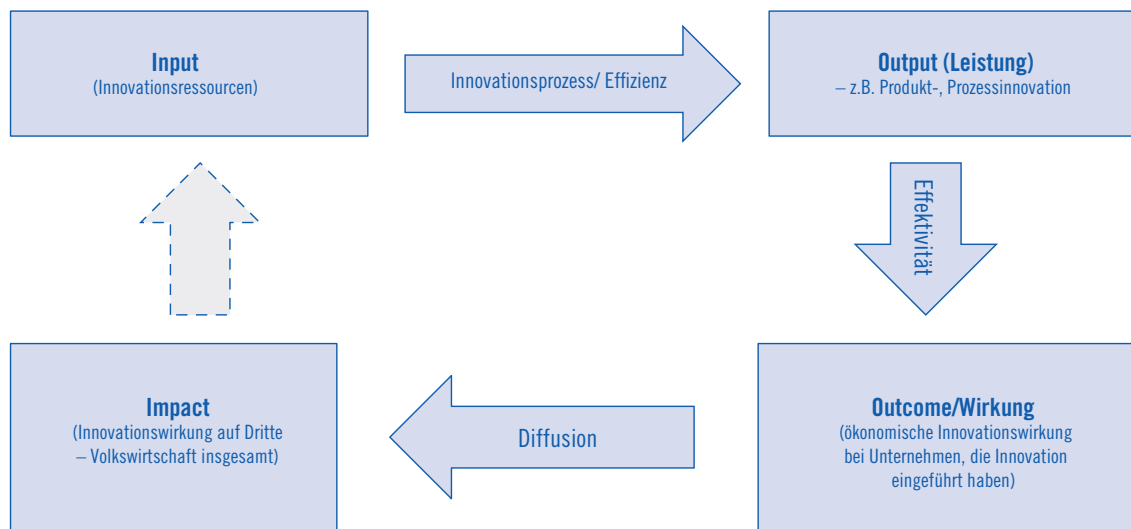 Input
(Innovationsressourcen)
Innovationsprozess/ Effizienz
Output (Leistung)
– z.B. Produkt-, Prozessinnovation
Effektivität
Outcome/Wirkung
(ökonomische Innovationswirkung
bei Unternehmen, die Innovation
eingeführt haben)
Diffusion
Impact
(Innovationswirkung auf Dritte
– Volkswirtschaft insgesamt)